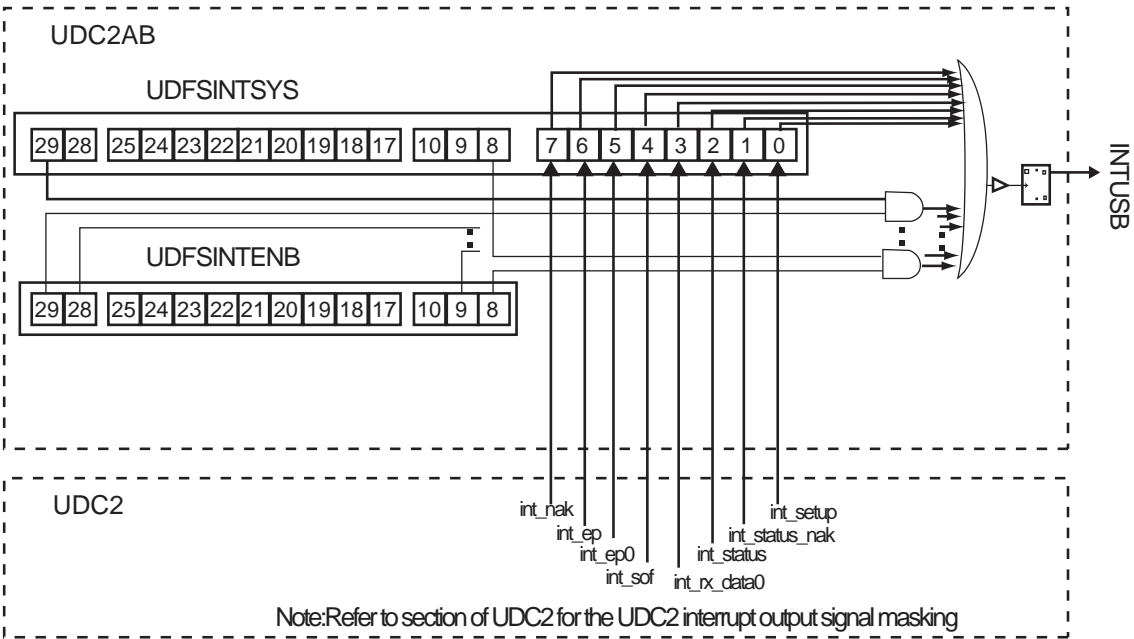 UDC2AB
UDFSINTSYS
29 28 25 24 23 22 21 20 19 18 17 10 9 8 7 6 5 4 3 2 1 0
INTUSB
UDFSINTENB
29 28 25 24 23 22 21 20 19 18 17 10 9 8
UDC2
int_nak
int_setup
int_ep
int_status_nak
int_ep0
int_status
int_sof
int_rx_data0
Note:Refer to section of UDC2 for the UDC2 interrupt output signal masking